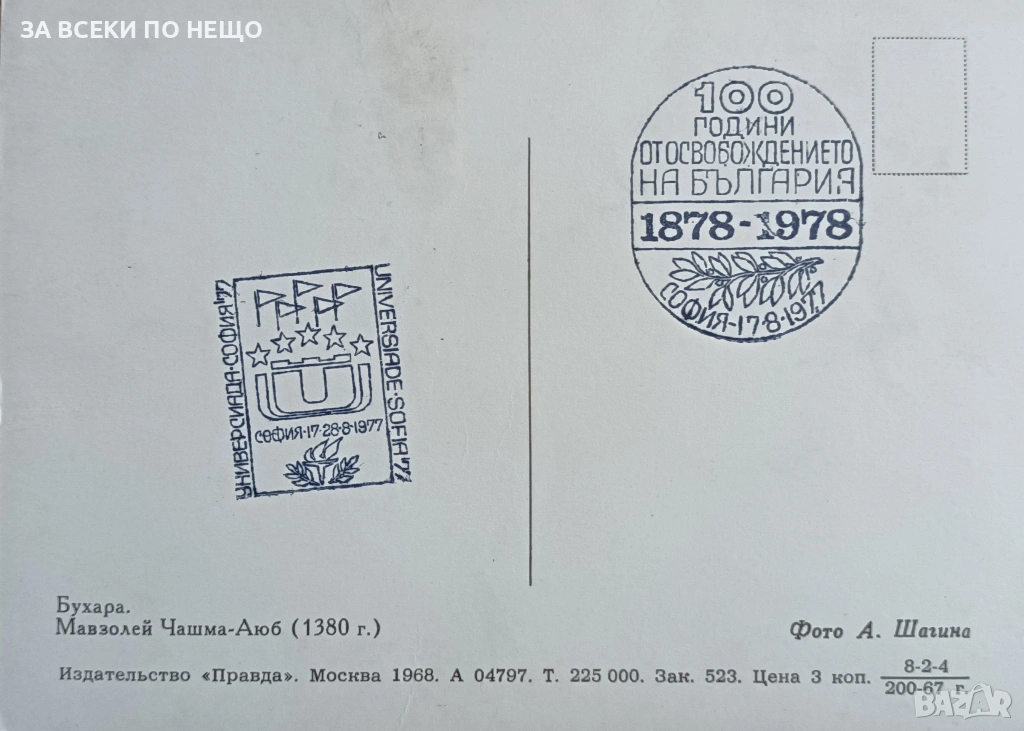 ЗА ВСЕКИ ПО НЕЩО
100
ГОДИНИ
ОТ ОСВОБОЖДЕНИЕТО
НА БЪЛГАРИЯ
1878-1978
СОФИЯ-17-8-1977
УНИВЕРСИАДА·СОФИЯ'77
UNIVERSIADE·SOFIA'77
СОФИЯ·17-28·8·1977
Бухара.
Мавзолей Чашма-Аюб (1380 г.)
Фото А. Шагина
Издательство «Правда». Москва 1968. А 04797. Т. 225 000. Зак. 523. Цена 3 коп. 8-2-4
200-67 г.
BAZAR